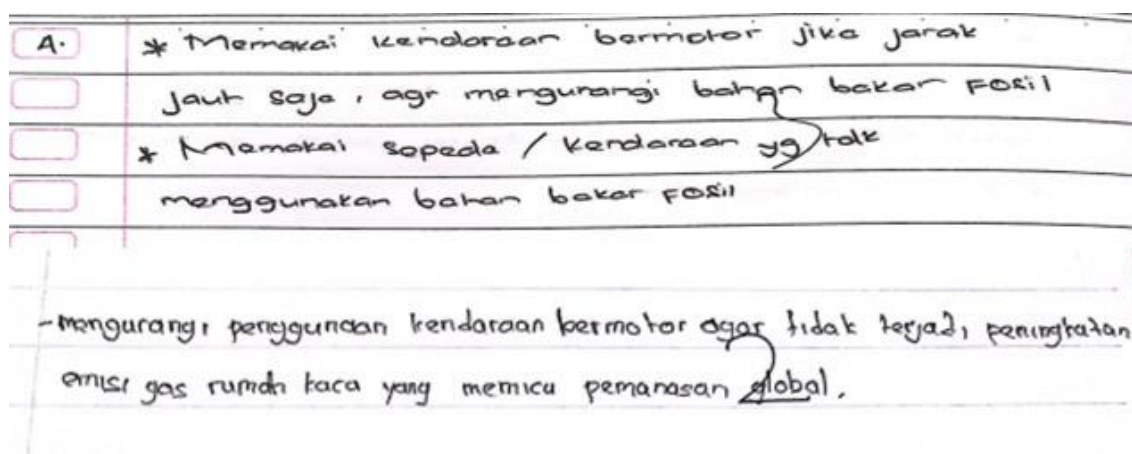 A. * Memakai kendaraan bermotor jika jarak
jauh saja, agr mengurangi bahan bakar fosil
* Memakai sepeda / kendaraan yg tdk
menggunakan bahan bakar fosil
- mengurangi penggunaan kendaraan bermotor agar tidak terjadi peningkatan
emisi gas rumah kaca yang memicu pemanasan global.